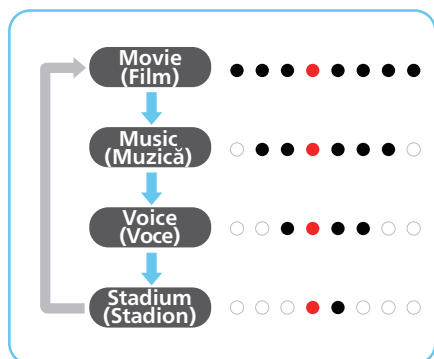 Movie
(Film)
Music
(Muzică)
Voice
(Voce)
Stadium
(Stadion)